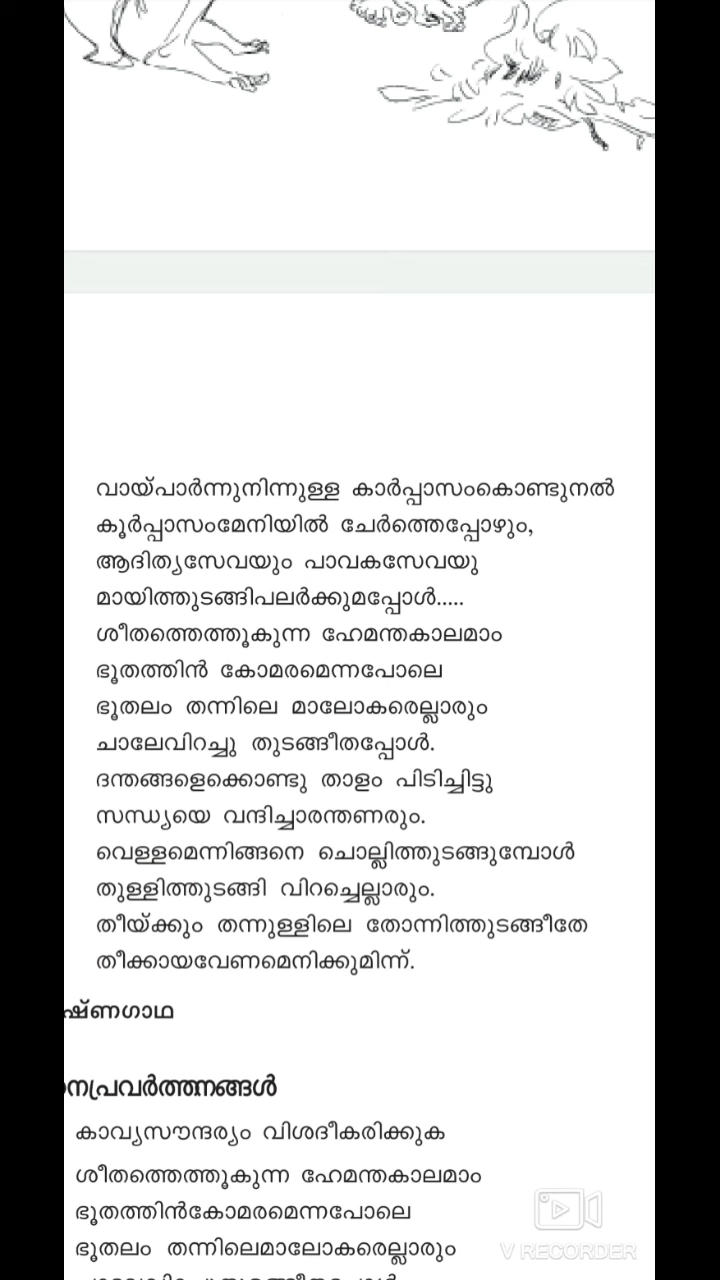 വായ്പാർന്നുനിന്നുള്ള കാർപ്പാസംകൊണ്ടുനൽ
കൂർപ്പാസംമേനിയിൽ ചേർത്തെപ്പോഴും,
ആദിത്യസേവയും പാവകസേവയു
മായിത്തുടങ്ങിപലർക്കുമപ്പോൾ.....
ശീതത്തെത്തൂകുന്ന ഹേമന്തകാലമാം
ഭൂതത്തിൻ കോമരമെന്നപോലെ
ഭൂതലം തന്നിലെ മാലോകരെല്ലാരും
ചാലേവിറച്ചു തുടങ്ങീതപ്പോൾ.
ദന്തങ്ങളെക്കൊണ്ടു താളം പിടിച്ചിട്ടു
സന്ധ്യയെ വന്ദിച്ചാരന്തണരും.
വെള്ളമെന്നിങ്ങനെ ചൊല്ലിത്തുടങ്ങുമ്പോൾ
തുള്ളിത്തുടങ്ങി വിറച്ചെല്ലാരും.
തീയ്ക്കും തന്നുള്ളിലെ തോന്നിത്തുടങ്ങീതേ
തീക്കായവേണമെനിക്കുമിന്ന്.
ഷ്ണഗാഥ
നപ്രവർത്തനങ്ങൾ
കാവ്യസൗന്ദര്യം വിശദീകരിക്കുക
ശീതത്തെത്തൂകുന്ന ഹേമന്തകാലമാം
ഭൂതത്തിൻകോമരമെന്നപോലെ
ഭൂതലം തന്നിലെമാലോകരെല്ലാരും
V RECORDER